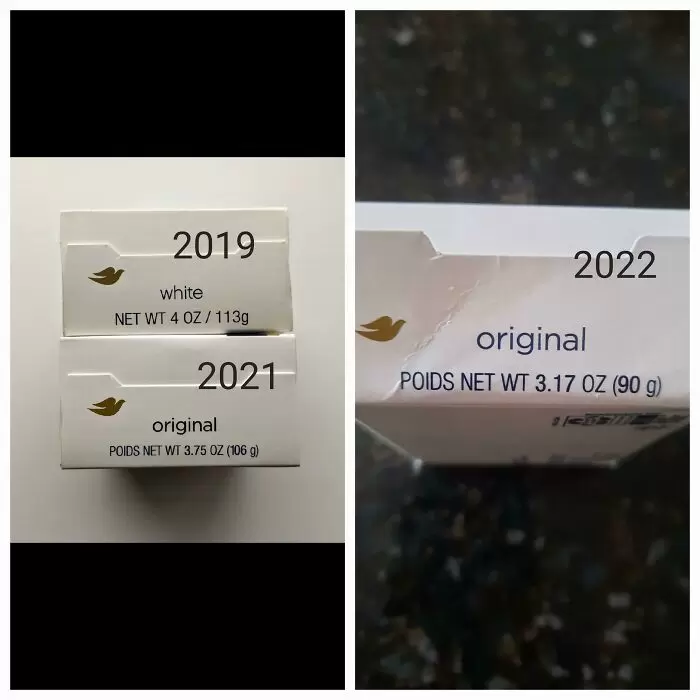 2019
white
NET WT 4 OZ / 113g
2021
original
POIDS NET WT 3.75 OZ (106 g)
2022
original
POIDS NET WT 3.17 OZ (90 g)